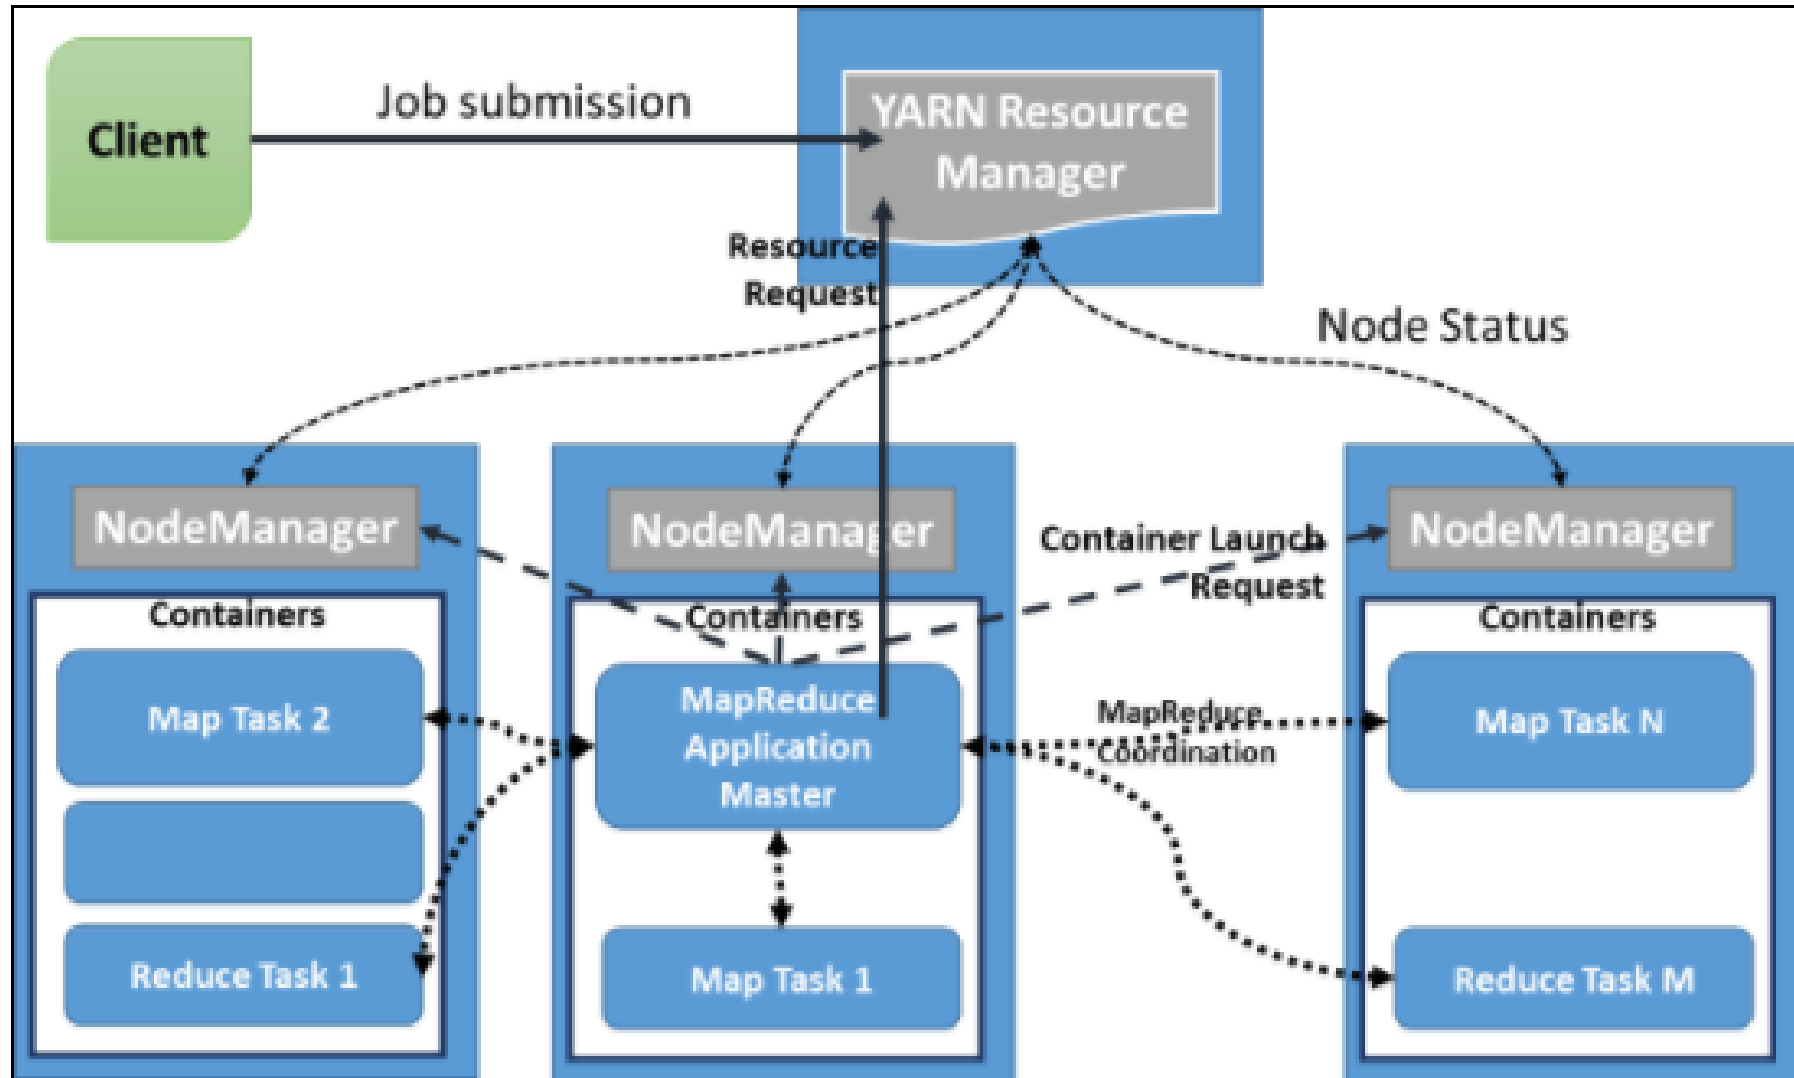 Client
Job submission
YARN Resource
Manager
Resource
Request
Node Status
NodeManager
NodeManager
NodeManager
Container Launch
Request
Containers
Containers
Containers
Map Task 2
MapReduce
Application
Master
MapReduce
Coordination
Map Task N
Reduce Task 1
Map Task 1
Reduce Task M